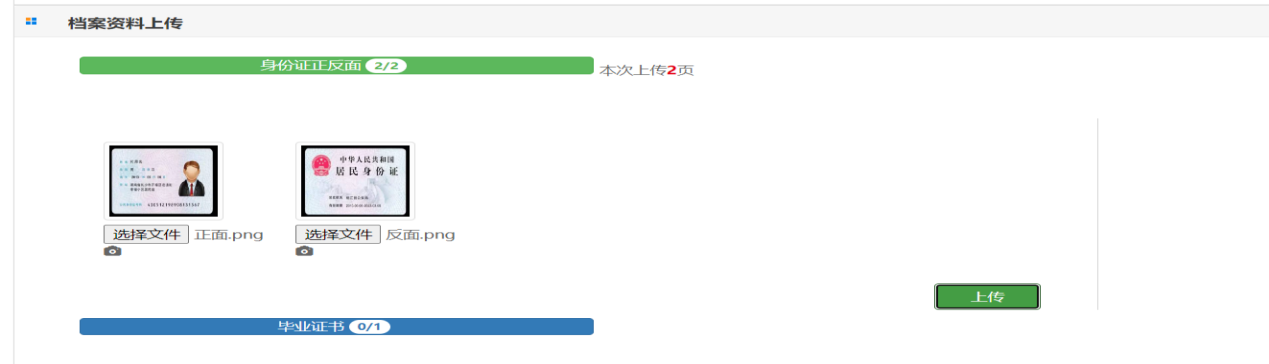 档案资料上传
身份证正反面 2/2
本次上传2页
中华人民共和国
居民身份证
选择文件 正面.png
选择文件 反面.png
上传
毕业证书 0/1